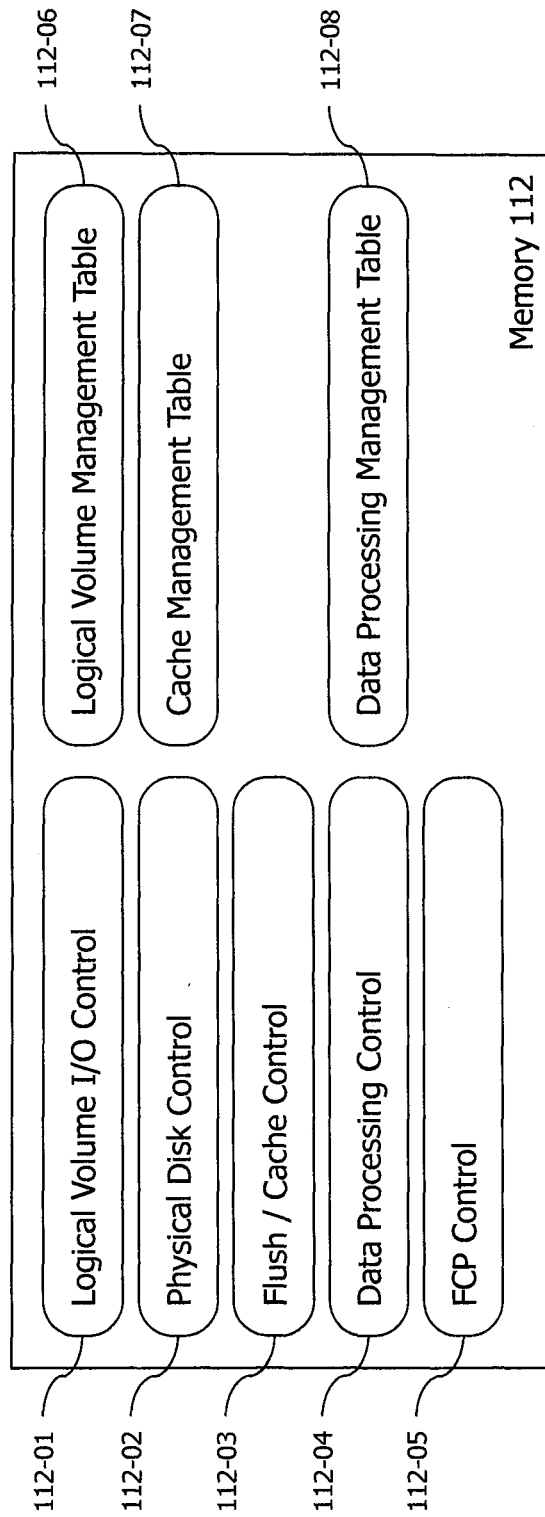 112-01
Logical Volume I/O Control
Logical Volume Management Table
112-06
112-02
Physical Disk Control
Cache Management Table
112-07
112-03
Flush / Cache Control
112-04
Data Processing Control
Data Processing Management Table
112-08
112-05
FCP Control
Memory 112